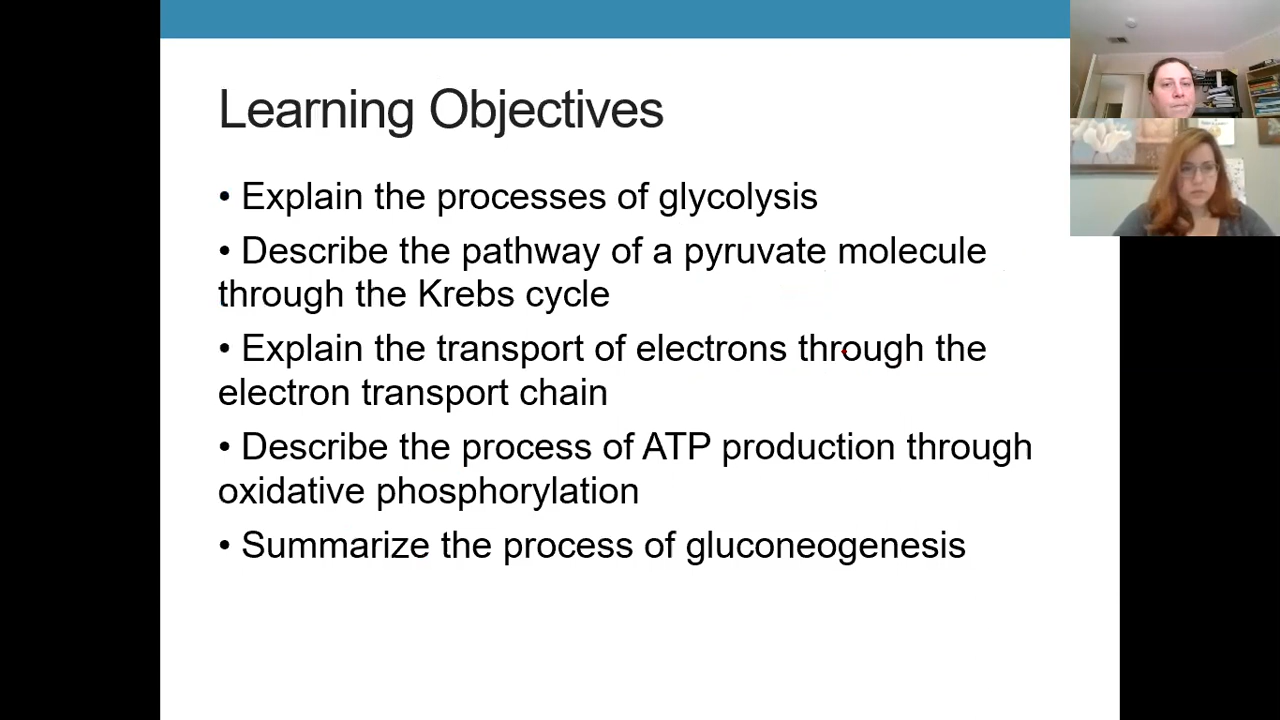 Learning Objectives
• Explain the processes of glycolysis
• Describe the pathway of a pyruvate molecule
through the Krebs cycle
• Explain the transport of electrons through the
electron transport chain
• Describe the process of ATP production through
oxidative phosphorylation
• Summarize the process of gluconeogenesis